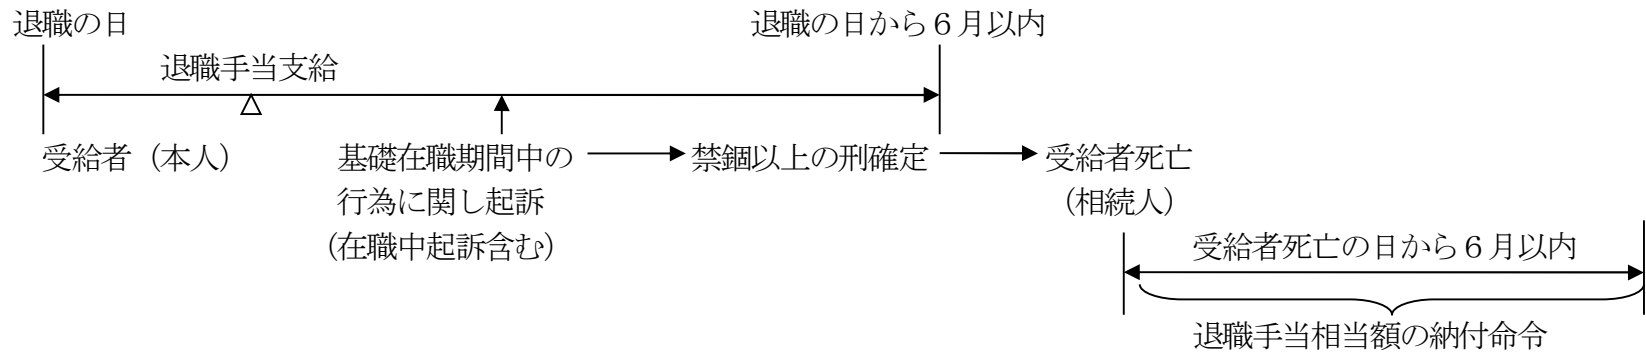 退職の日
退職の日から６月以内
退職手当支給
受給者（本人）
基礎在職期間中の
行為に関し起訴
（在職中起訴含む）
禁錮以上の刑確定
受給者死亡
（相続人）
受給者死亡の日から６月以内
退職手当相当額の納付命令